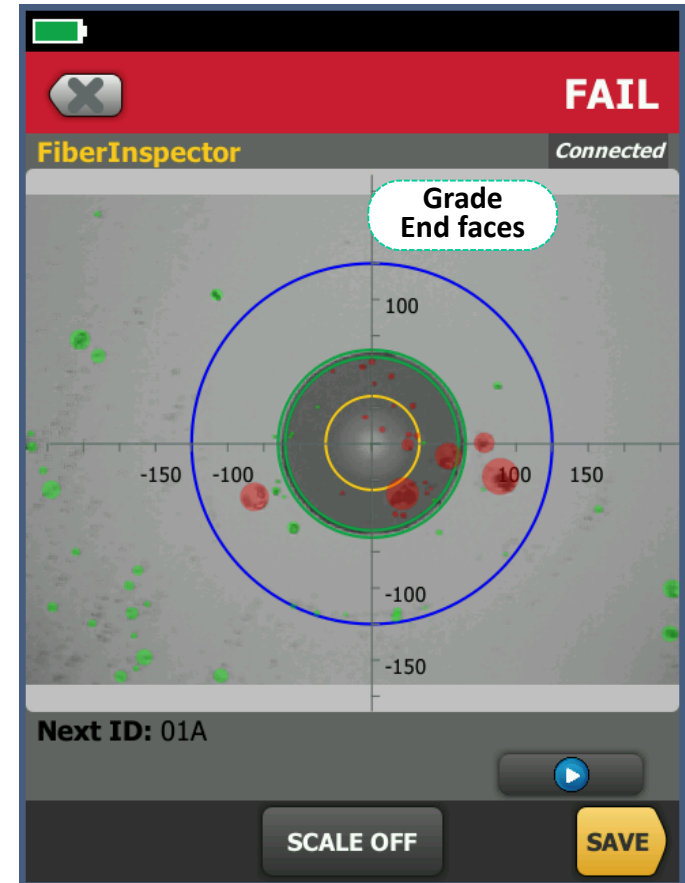 FAIL
FiberInspector
Connected
Grade
End faces
100
-150 -100 100 150
-100
-150
Next ID: 01A
SCALE OFF
SAVE